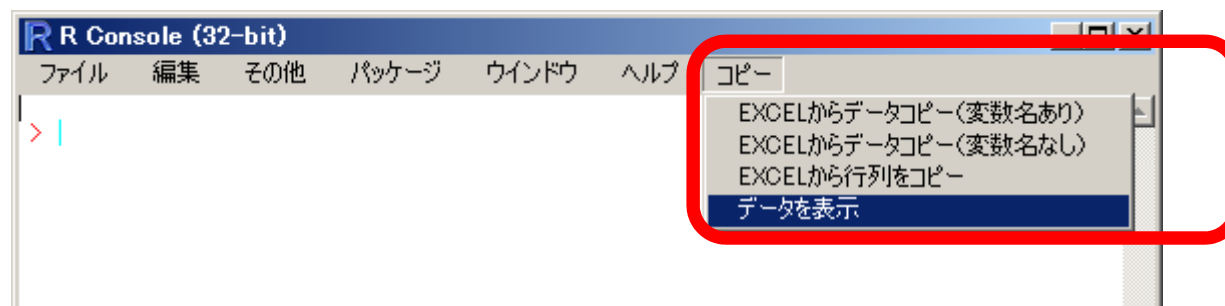 R Console (32-bit)
ファイル 編集 その他 パッケージ ウインドウ ヘルプ コピー
EXCELからデータコピー(変数名あり)
EXCELからデータコピー(変数名なし)
EXCELから行列をコピー
データを表示
>